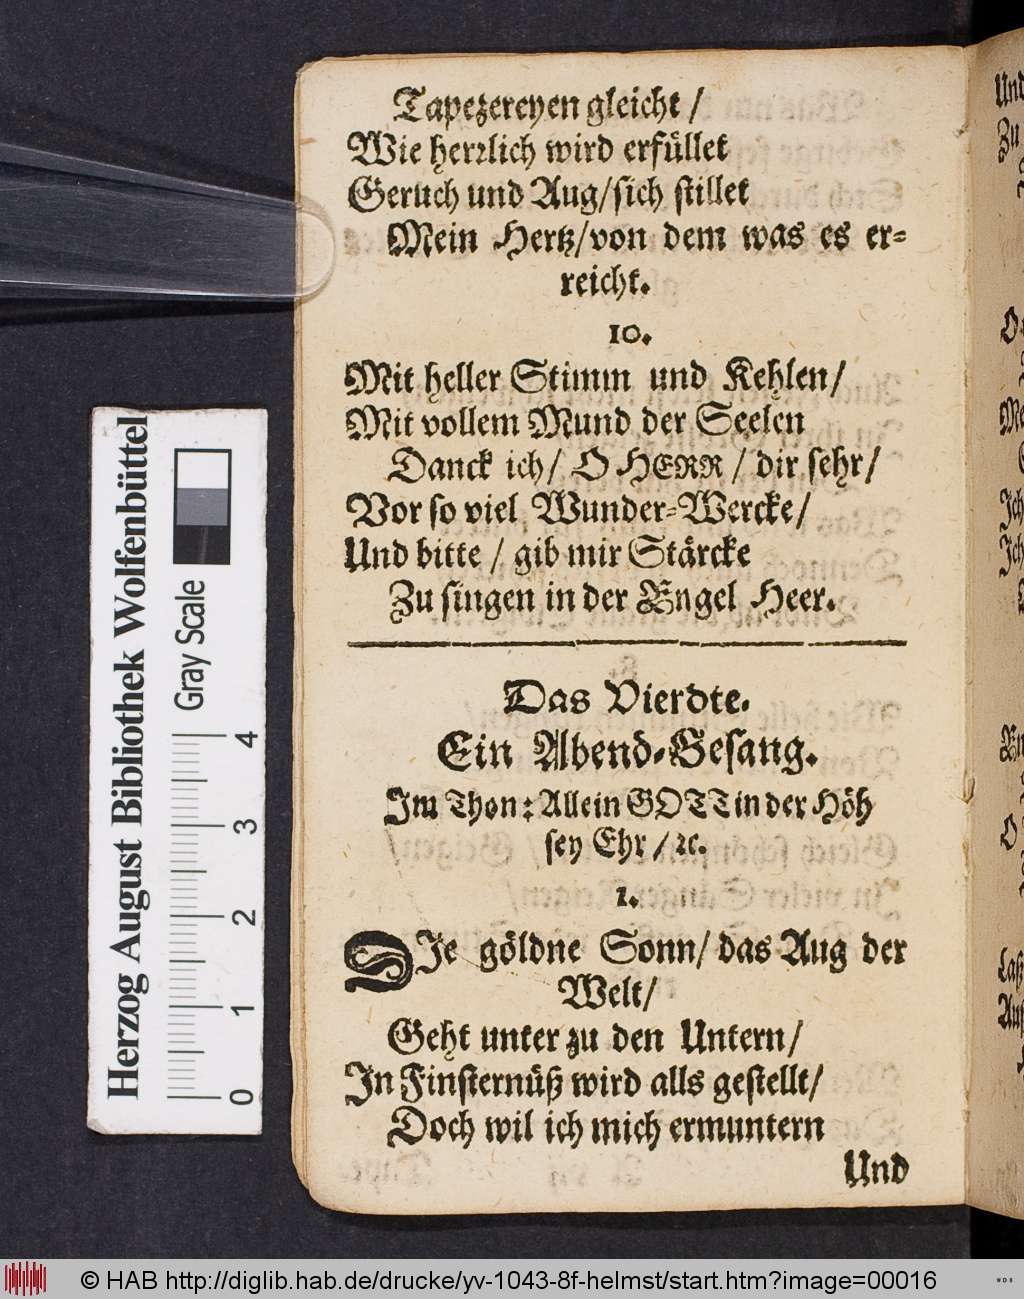 Tapezereyen gleicht /
Wie herꝛlich wird erfüllet
Geruch und Aug/sich stillet
Mein Hertz/von dem was es er-
reicht.
10.
Mit heller Stimm und Kehlen/
Mit vollem Mund der Seelen
Danck ich/ O HERR / dir sehr/
Vor so viel Wunder-Wercke/
Und bitte / gib mir Stärcke
Zu singen in der Engel Heer.
Das Vierdte.
Ein Abend-Gesang.
Im Thon: Allein GOTT in der Höh
sey Ehr / ꝛc.
1.
DIe göldne Sonn/ das Aug der
Welt/
Geht unter zu den Untern/
In Finsternüß wird alls gestellt/
Doch wil ich mich ermuntern
Und
Herzog August Bibliothek Wolfenbüttel
Gray Scale
0 1 2 3 4
© HAB http://diglib.hab.de/drucke/yv-1043-8f-helmst/start.htm?image=00016